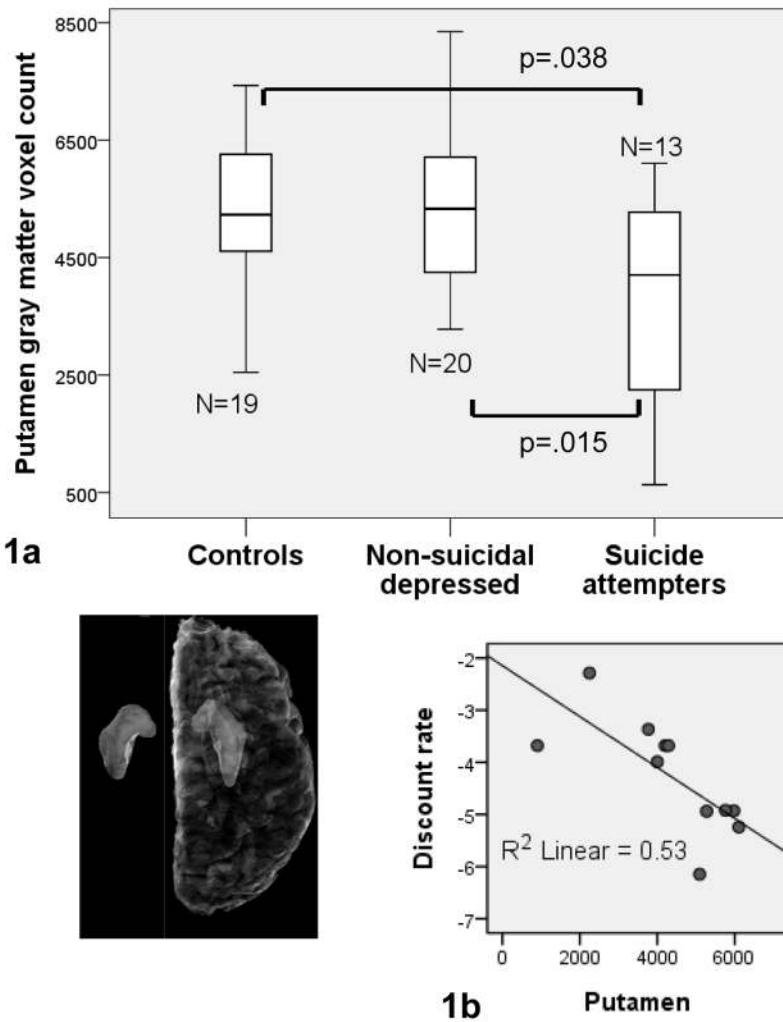 8500
6500
4500
2500
500
Putamen gray matter voxel count
p=.038
N=13
N=20
N=19
p=.015
Controls
Non-suicidal
depressed
Suicide
attempters
1a
-2
-3
-4
-5
-6
-7
Discount rate
R² Linear = 0.53
0
2000
4000
6000
Putamen
1b